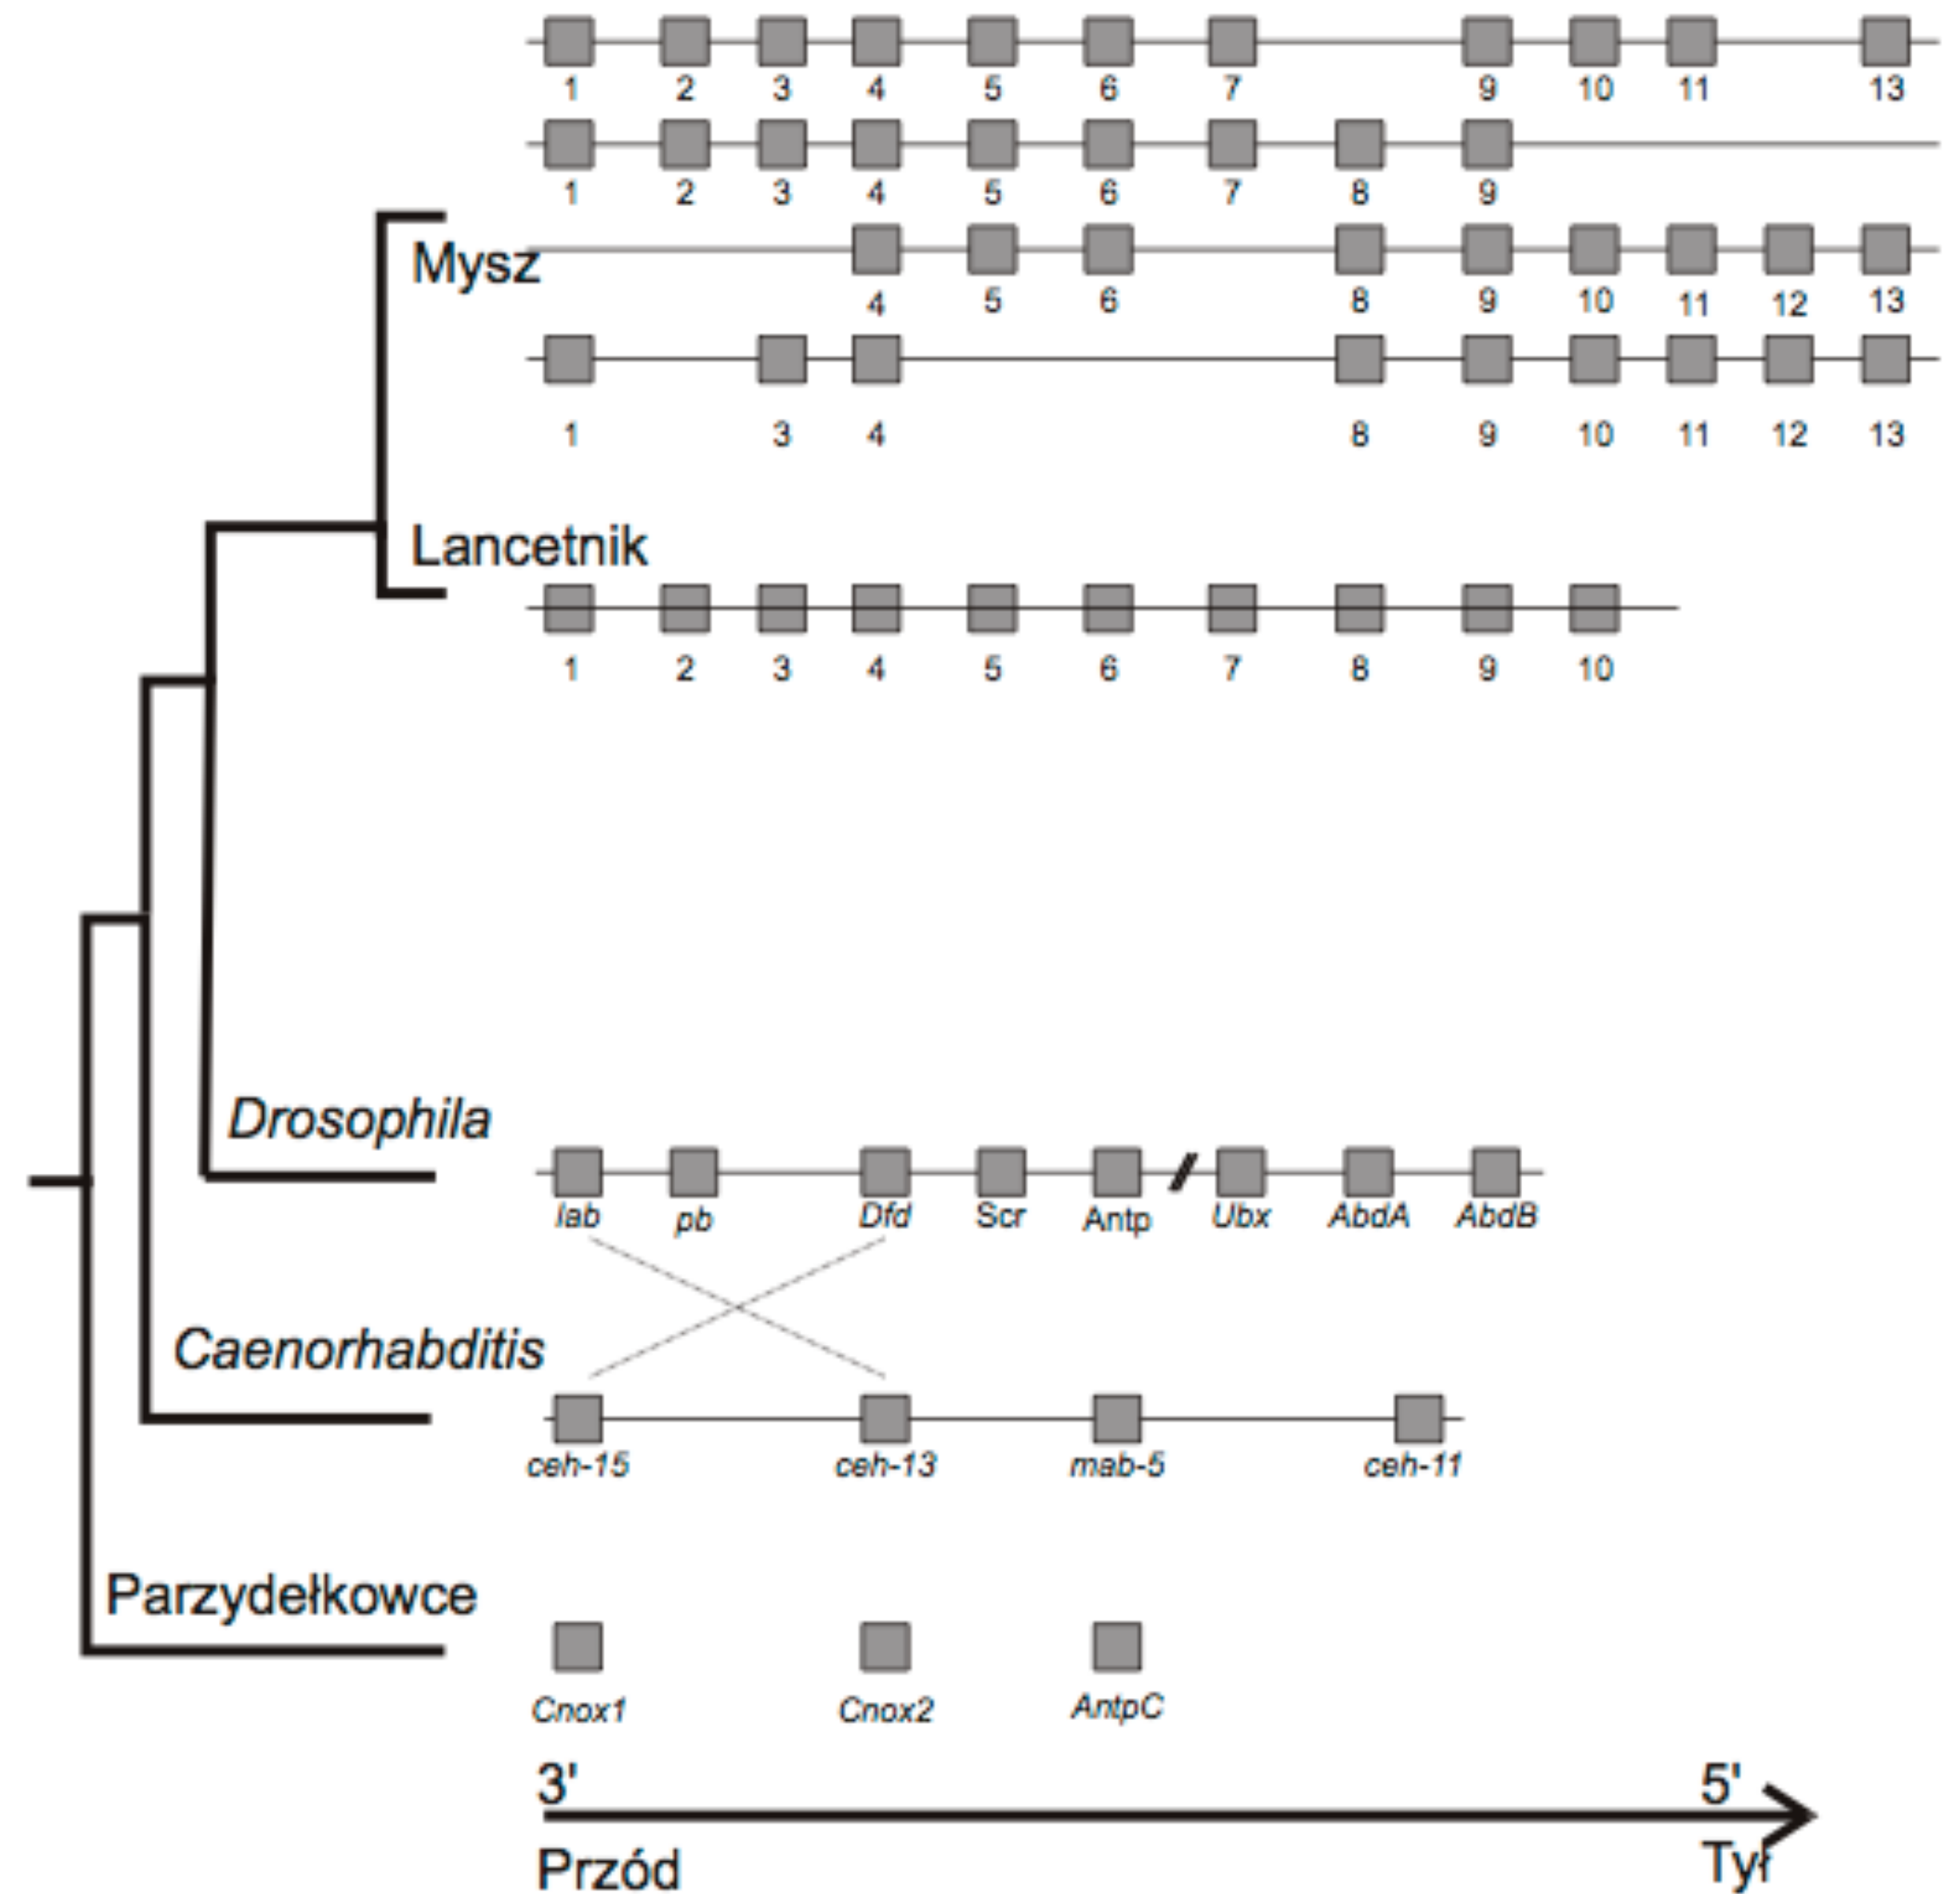 1 2 3 4 5 6 7 9 10 11 13
1 2 3 4 5 6 7 8 9
Mysz
4 5 6 8 9 10 11 12 13
1 3 4 8 9 10 11 12 13
Lancetnik
1 2 3 4 5 6 7 8 9 10
Drosophila
lab pb Dfd Scr Antp Ubx AbdA AbdB
Caenorhabditis
ceh-15 ceh-13 mab-5 ceh-11
Parzydełkowce
Cnox1 Cnox2 AntpC
3' 5'
Przód Tył